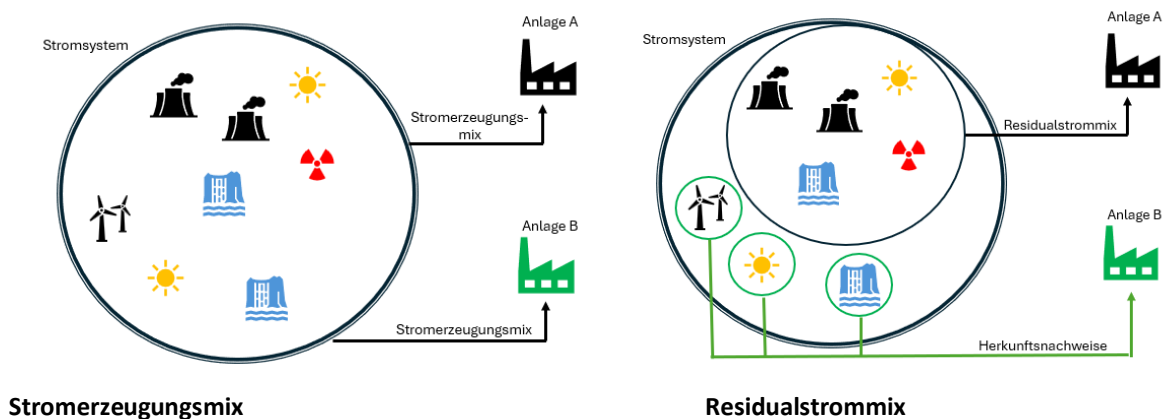 Anlage A
Stromsystem
Stromerzeugungs-
mix
Anlage B
Stromerzeugungsmix
Stromerzeugungsmix
Anlage A
Stromsystem
Residualstrommix
Anlage B
Herkunftsnachweise
Residualstrommix